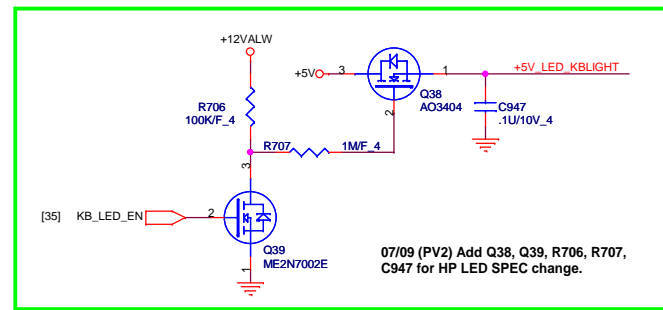 +12VALW
+5V
3
1
+5V_LED_KBLIGHT
Q38
AO3404
2
C947
.1U/10V_4
R706
100K/F_4
R707
1M/F_4
3
[35]
KB_LED_EN
2
Q39
ME2N7002E
1
07/09 (PV2) Add Q38, Q39, R706, R707,
C947 for HP LED SPEC change.